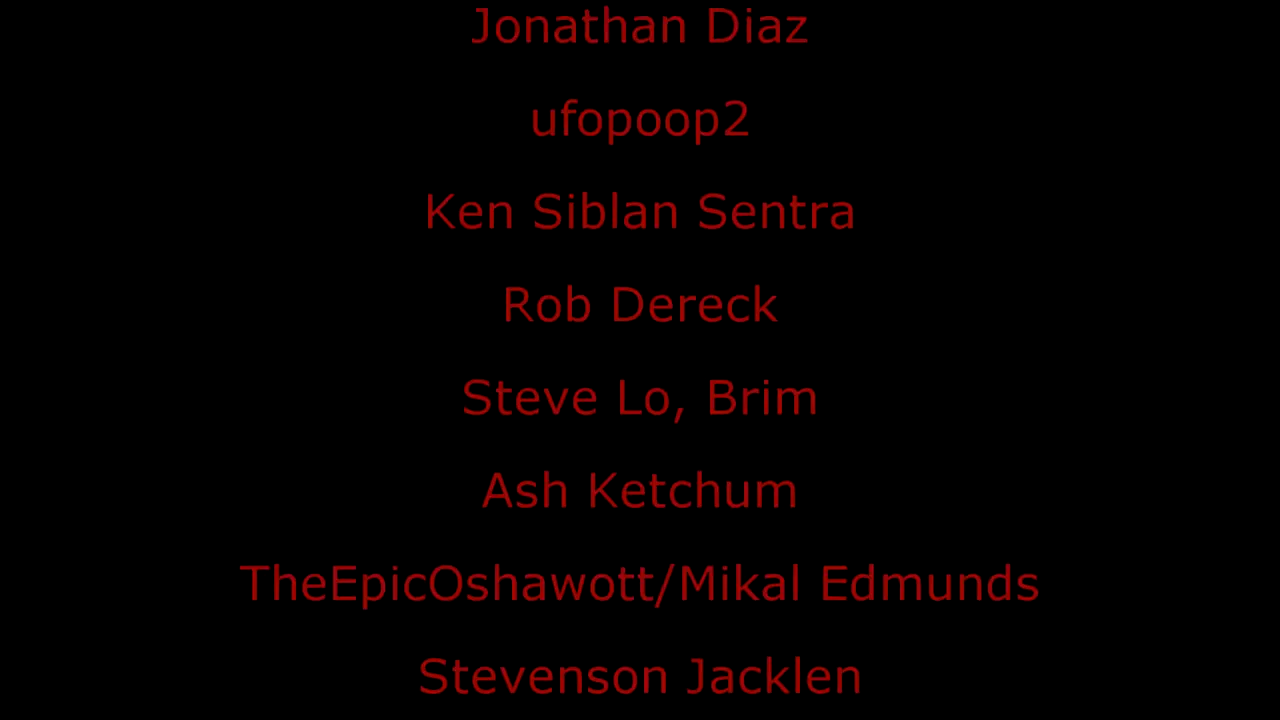 Jonathan Diaz
ufopoop2
Ken Siblan Sentra
Rob Dereck
Steve Lo, Brim
Ash Ketchum
TheEpicOshawott/Mikal Edmunds
Stevenson Jacklen